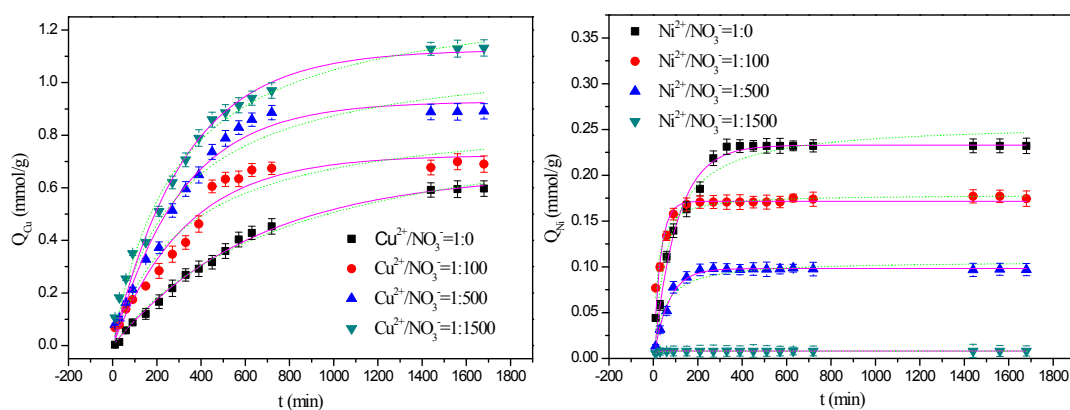 1.2
1.0
0.8
0.6
0.4
0.2
0.0
Q_Cu (mmol/g)
Cu²⁺/NO₃⁻=1:0
Cu²⁺/NO₃⁻=1:100
Cu²⁺/NO₃⁻=1:500
Cu²⁺/NO₃⁻=1:1500
-200 0 200 400 600 800 1000 1200 1400 1600 1800
t (min)
0.35
0.30
0.25
0.20
0.15
0.10
0.05
0.00
Q_Ni (mmol/g)
Ni²⁺/NO₃⁻=1:0
Ni²⁺/NO₃⁻=1:100
Ni²⁺/NO₃⁻=1:500
Ni²⁺/NO₃⁻=1:1500
-200 0 200 400 600 800 1000 1200 1400 1600 1800
t (min)